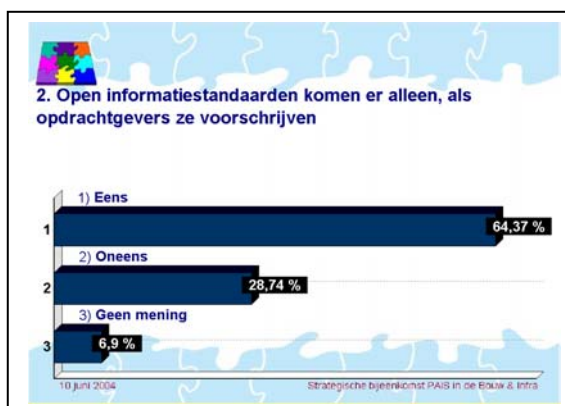 2. Open informatiestandaarden komen er alleen, als
opdrachtgevers ze voorschrijven
1) Eens
1
64,37 %
2) Oneens
2
28,74 %
3) Geen mening
3
6,9 %
10 juni 2004
Strategische bijeenkomst PAIS in de Bouw & Infra